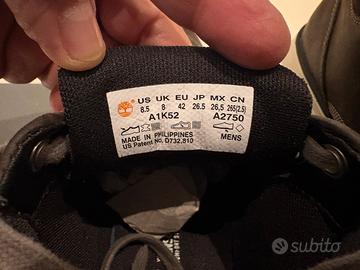 US UK EU JP MX CN
8.5 8 42 26.5 26,5 265(2.5)
A1K52 A2750
MADE IN PHILIPPINES
US Patent No. D732,810
MENS
subito